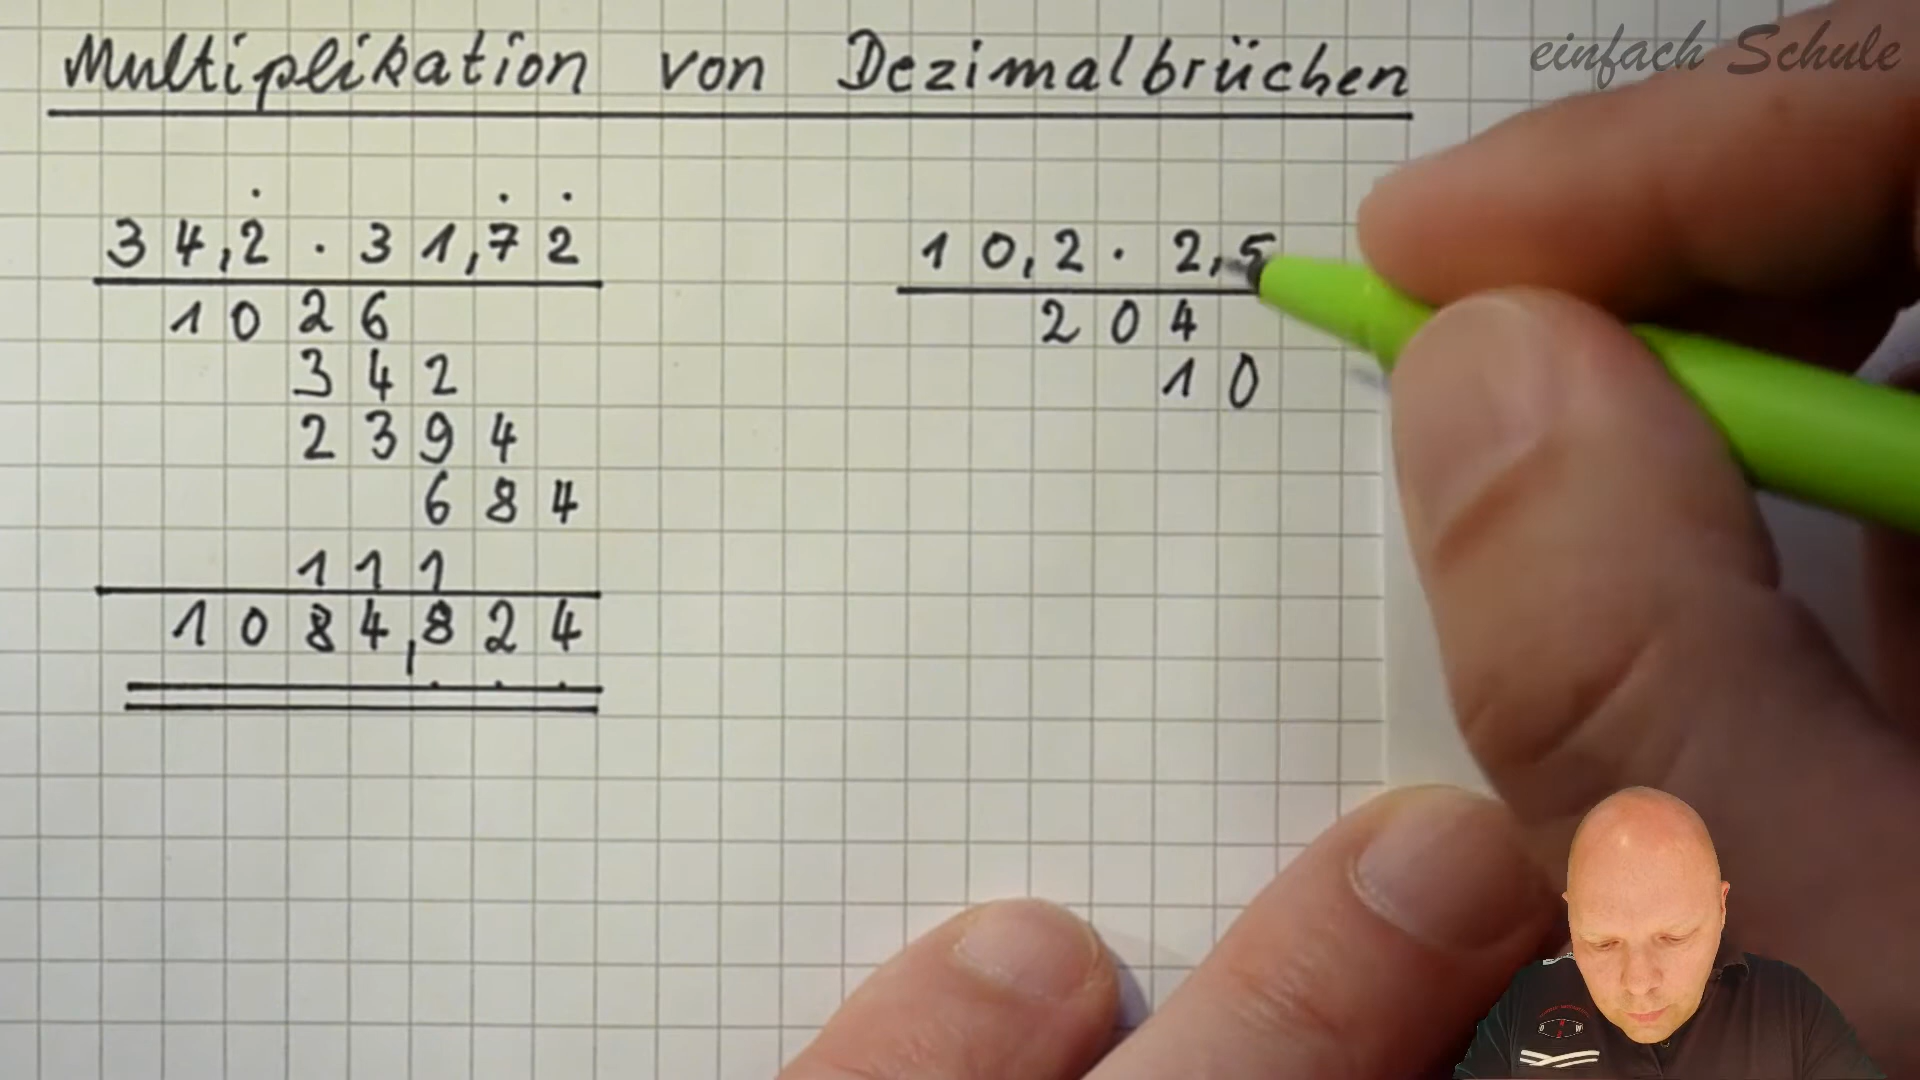 einfach Schule
Multiplikation von Dezimalbrüchen
34,2 · 31,72
1026
342
2394
684
111
1084,824
10,2 · 2,5
204
10